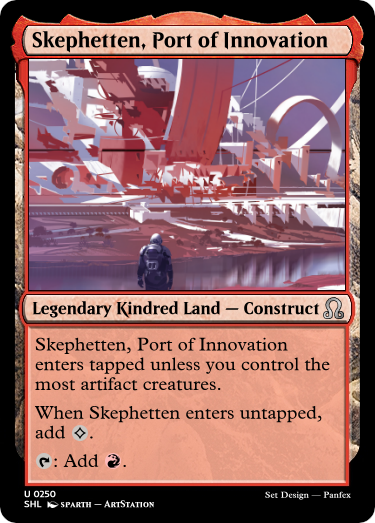 Skephetten, Port of Innovation
Legendary Kindred Land — Construct
Skephetten, Port of Innovation
enters tapped unless you control the
most artifact creatures.
When Skephetten enters untapped,
add.
: Add.
U 0250
SHL SPARTH — ARTSTATION
Set Design — Panfex